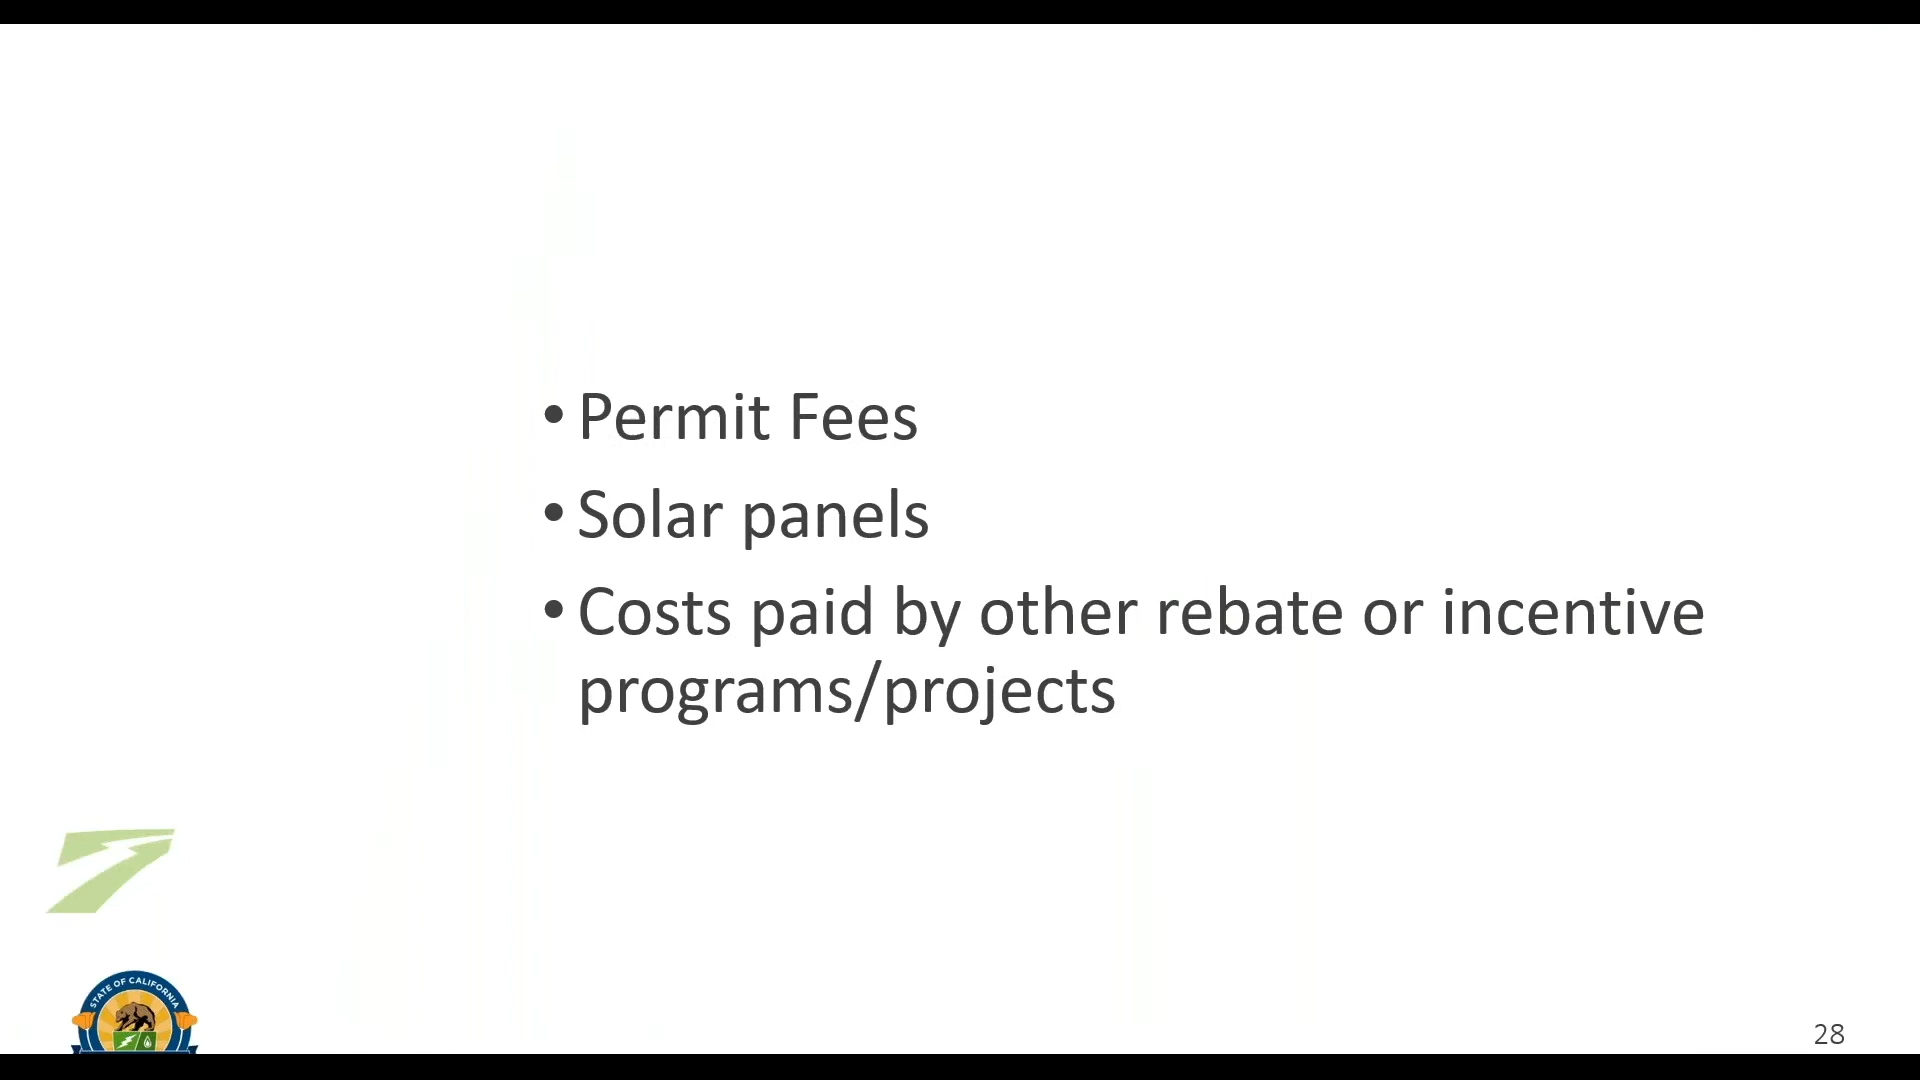 • Permit Fees
• Solar panels
• Costs paid by other rebate or incentive
programs/projects
STATE OF CALIFORNIA
28